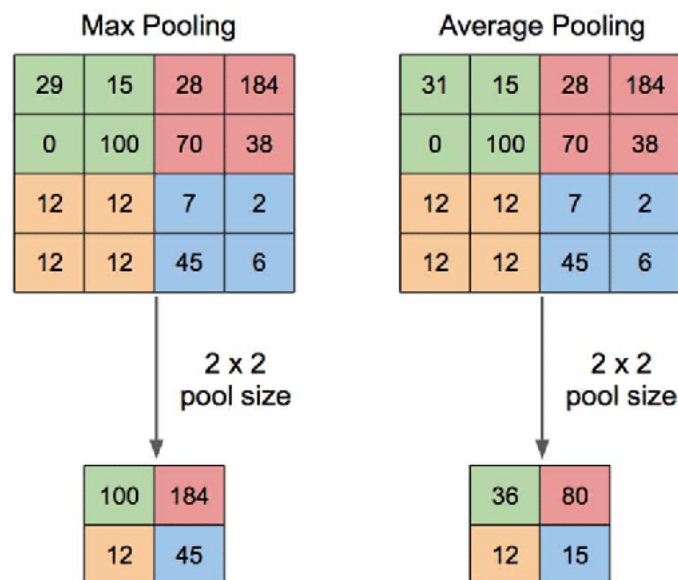 Max Pooling
29 15 28 184
0 100 70 38
12 12 7 2
12 12 45 6
2 x 2
pool size
100 184
12 45
Average Pooling
31 15 28 184
0 100 70 38
12 12 7 2
12 12 45 6
2 x 2
pool size
36 80
12 15